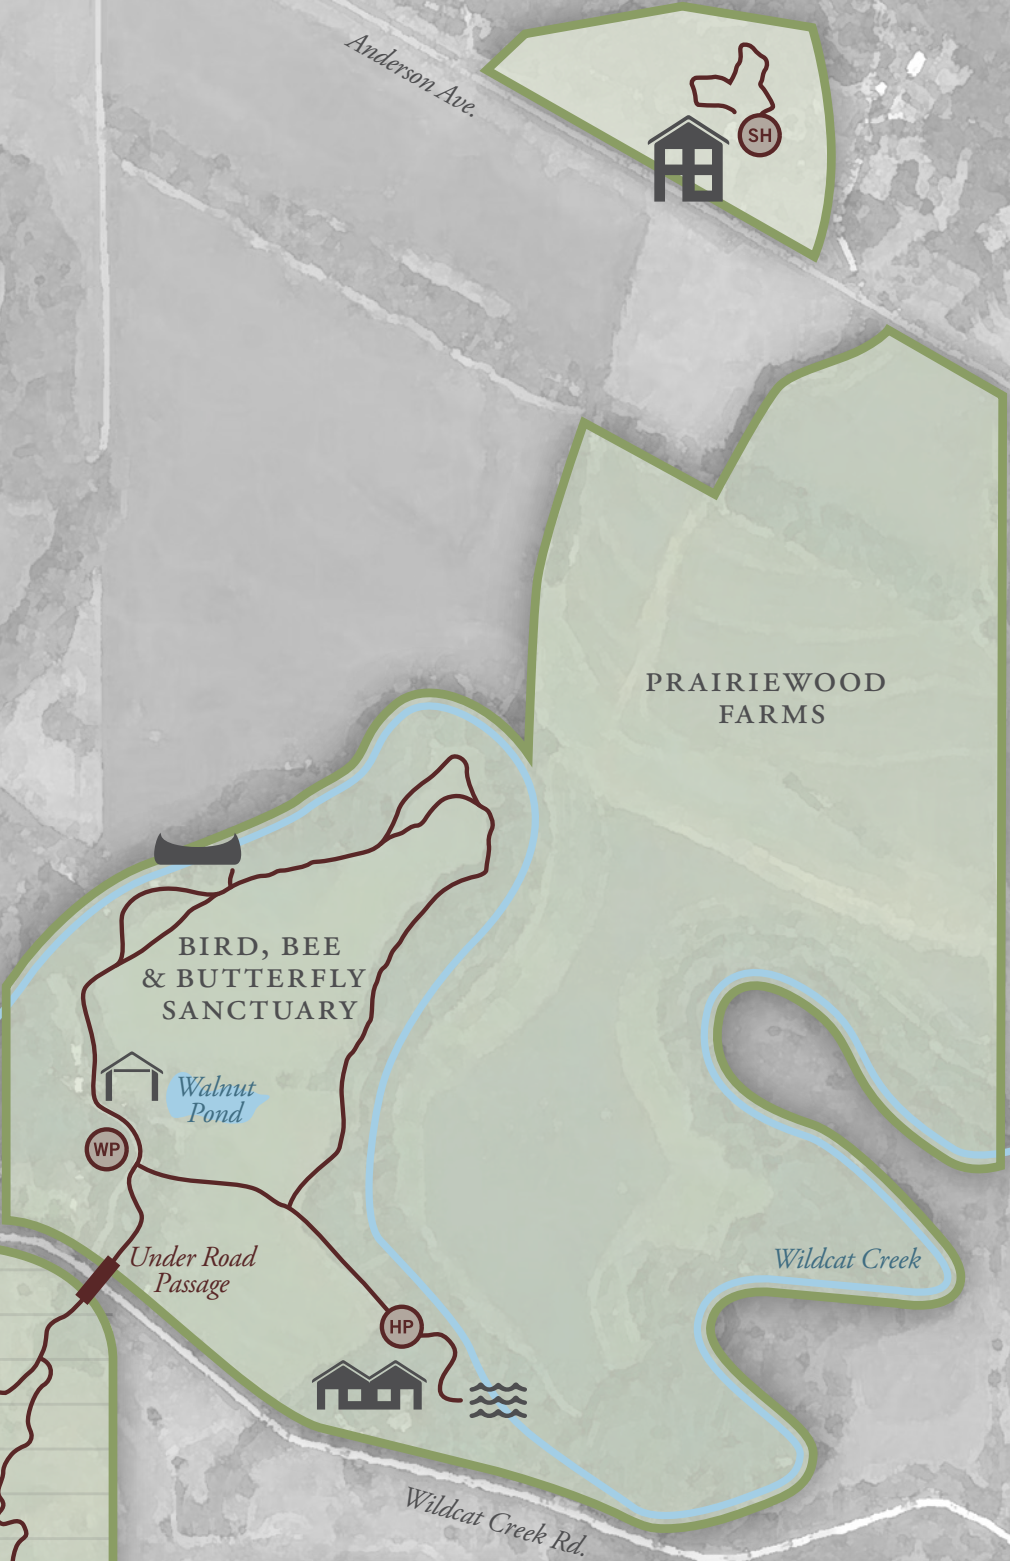 Anderson Ave.
SH
PRAIRIEWOOD
FARMS
BIRD, BEE
& BUTTERFLY
SANCTUARY
Walnut
Pond
WP
Under Road
Passage
Wildcat Creek
HP
Wildcat Creek Rd.